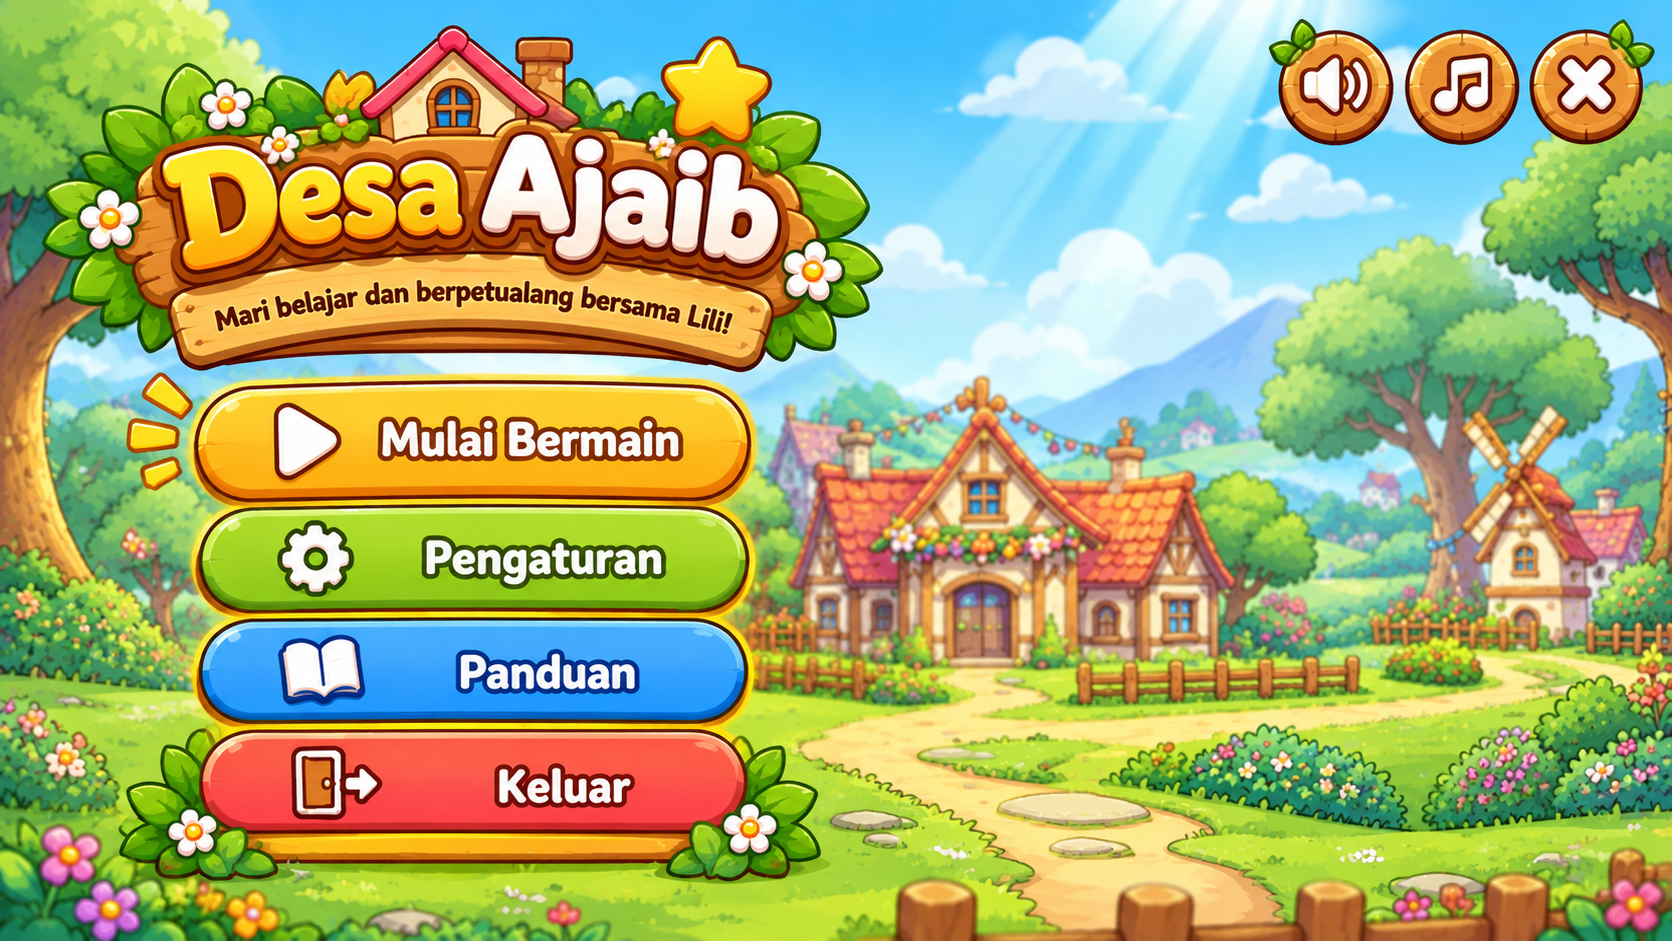 Desa Ajaib
Mari belajar dan berpetualang bersama Lili!
Mulai Bermain
Pengaturan
Panduan
Keluar